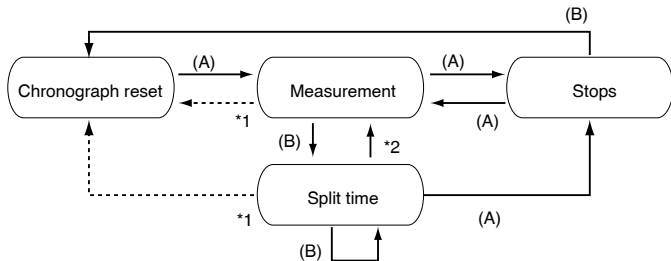 (B)
(A)
(A)
Chronograph reset
Measurement
Stops
*1
(A)
(B)
*2
Split time
*1
(A)
(B)